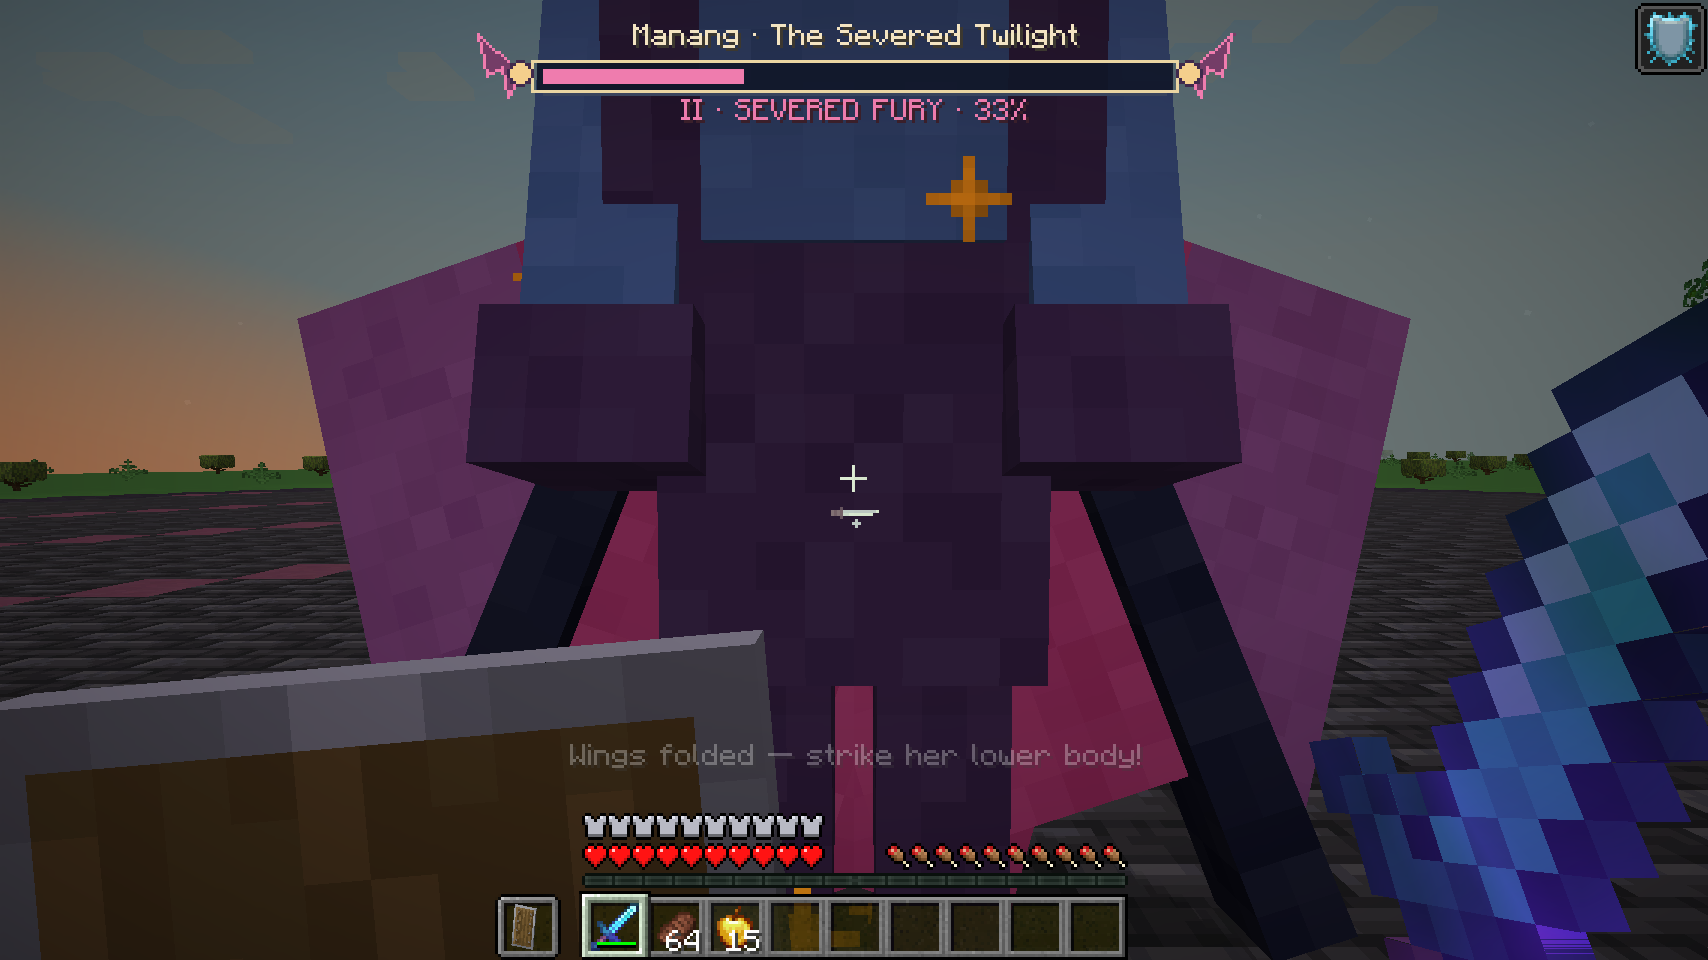 Manang · The Severed Twilight
II · SEVERED FURY · 33%
Wings folded — strike her lower body!
64
15